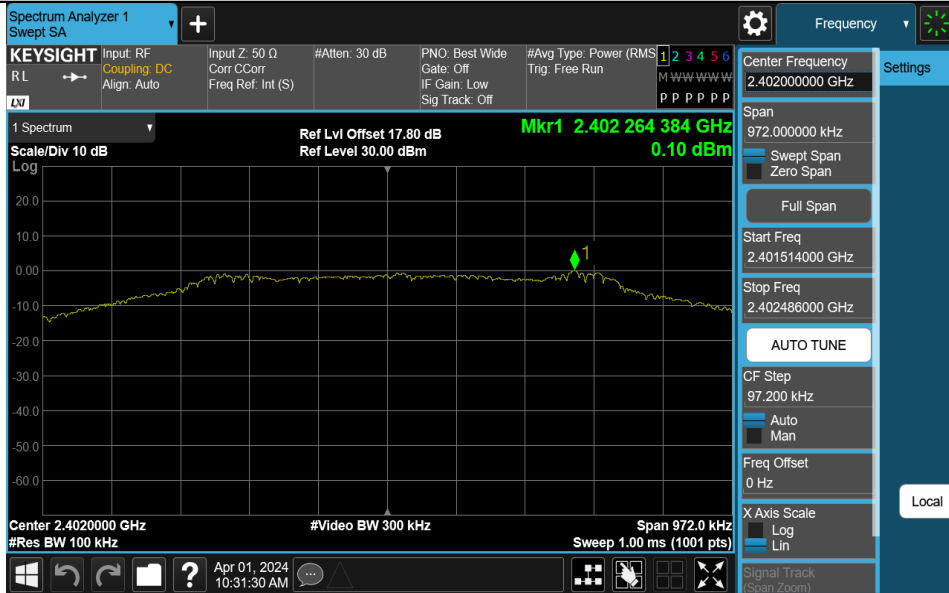 Spectrum Analyzer 1
Swept SA
+
Frequency
KEYSIGHT
RL
LXI
Input: RF
Coupling: DC
Align: Auto
Input Z: 50 Ω
Corr CCorr
Freq Ref: Int (S)
#Atten: 30 dB
PNO: Best Wide
Gate: Off
IF Gain: Low
Sig Track: Off
#Avg Type: Power (RMS
Trig: Free Run
1 2 3 4 5 6
M W W W W W
P P P P P P
1 Spectrum
Scale/Div 10 dB
Ref Lvl Offset 17.80 dB
Ref Level 30.00 dBm
Mkr1 2.402 264 384 GHz
0.10 dBm
Log
20.0
10.0
0.00
-10.0
-20.0
-30.0
-40.0
-50.0
-60.0
1
Center 2.4020000 GHz
#Res BW 100 kHz
#Video BW 300 kHz
Span 972.0 kHz
Sweep 1.00 ms (1001 pts)
Center Frequency
2.402000000 GHz
Span
972.000000 kHz
Swept Span
Zero Span
Full Span
Start Freq
2.401514000 GHz
Stop Freq
2.402486000 GHz
AUTO TUNE
CF Step
97.200 kHz
Auto
Man
Freq Offset
0 Hz
X Axis Scale
Log
Lin
Signal Track
(Span Zoom)
Settings
Local
?
Apr 01, 2024
10:31:30 AM